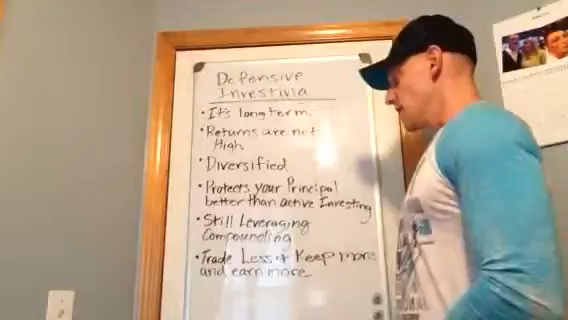 Defensive
Investing
• It's long term.
• Returns are not
High.
• Diversified
• Protects your Principal
better than active Investing
• Still Leveraging
Compounding
• Trade Less & Keep more
and earn more.